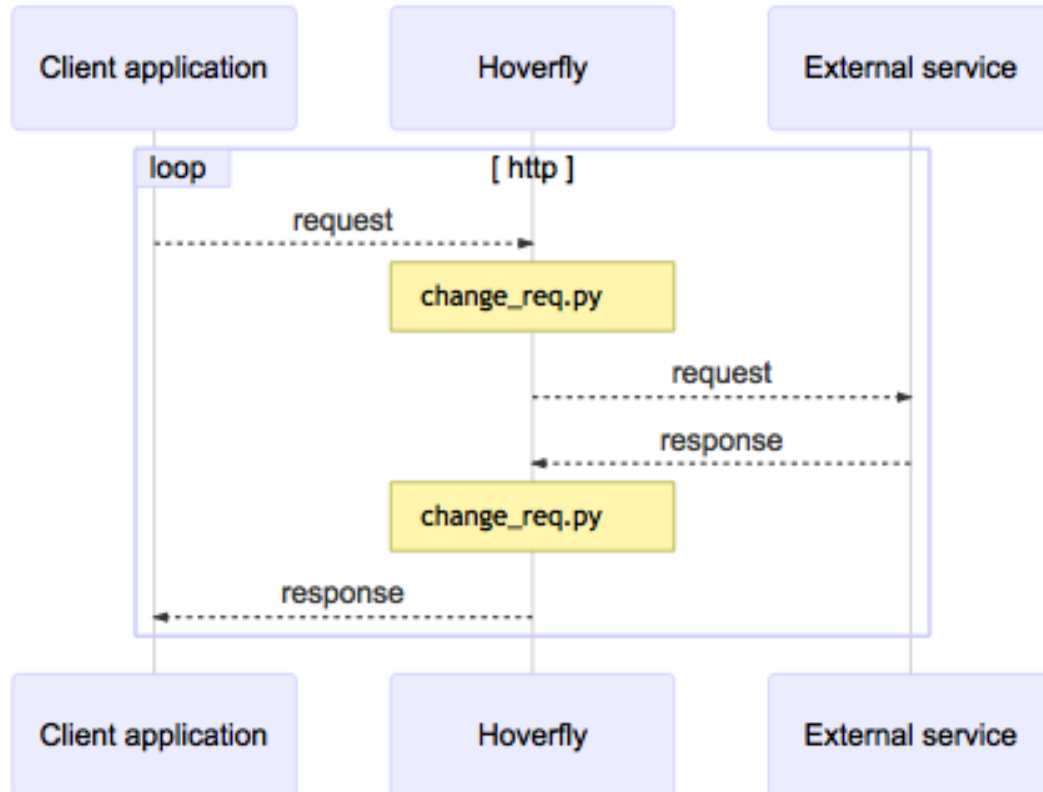 Client application
Hoverfly
External service
loop
[ http ]
request
change_req.py
request
response
change_req.py
response
Client application
Hoverfly
External service